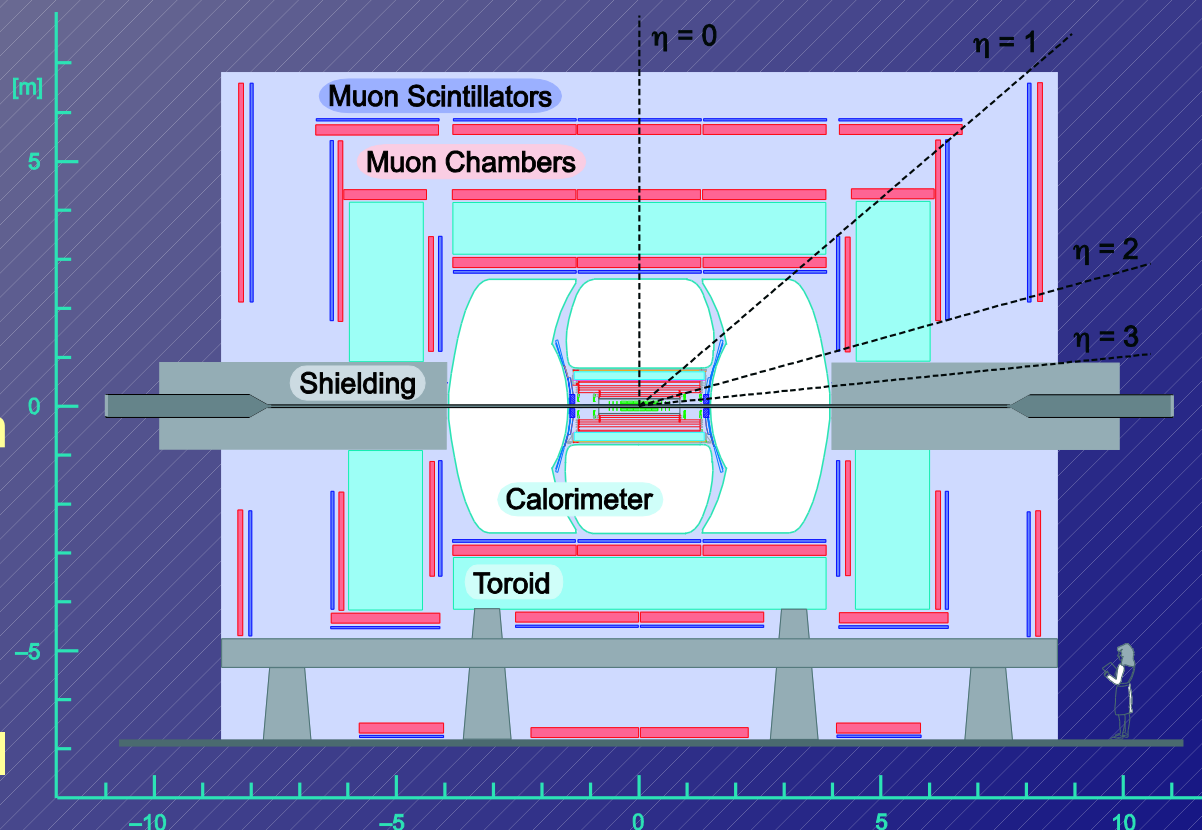 η = 0
η = 1
[m]
Muon Scintillators
5
Muon Chambers
η = 2
η = 3
Shielding
0
Calorimeter
Toroid
–5
–10
–5
0
5
10